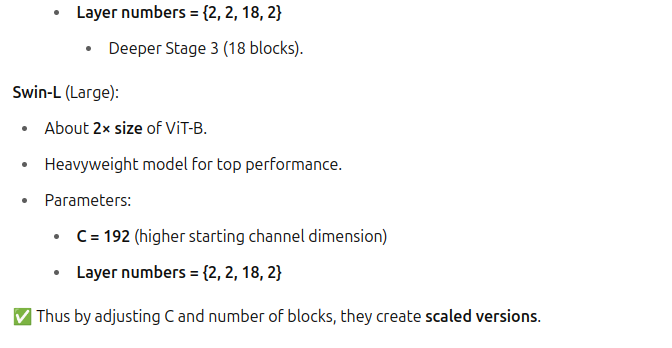 Layer numbers = {2, 2, 18, 2}
Deeper Stage 3 (18 blocks).
Swin-L (Large):
About 2× size of ViT-B.
Heavyweight model for top performance.
Parameters:
C = 192 (higher starting channel dimension)
Layer numbers = {2, 2, 18, 2}
✅ Thus by adjusting C and number of blocks, they create scaled versions.